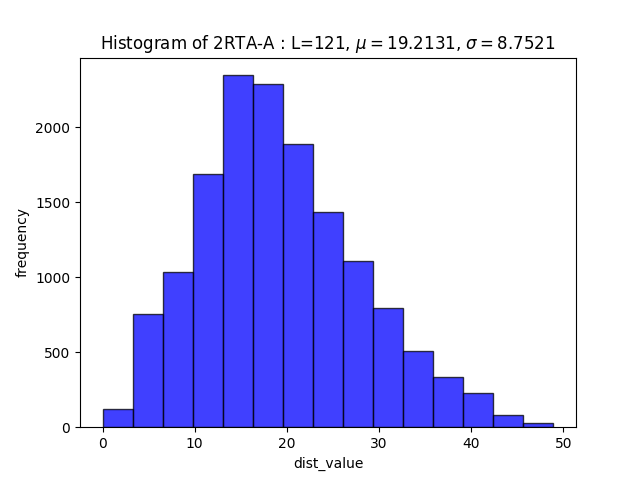 Histogram of 2RTA-A : L=121, μ = 19.2131, σ = 8.7521
2000
1500
1000
500
0
frequency
0 10 20 30 40 50
dist_value